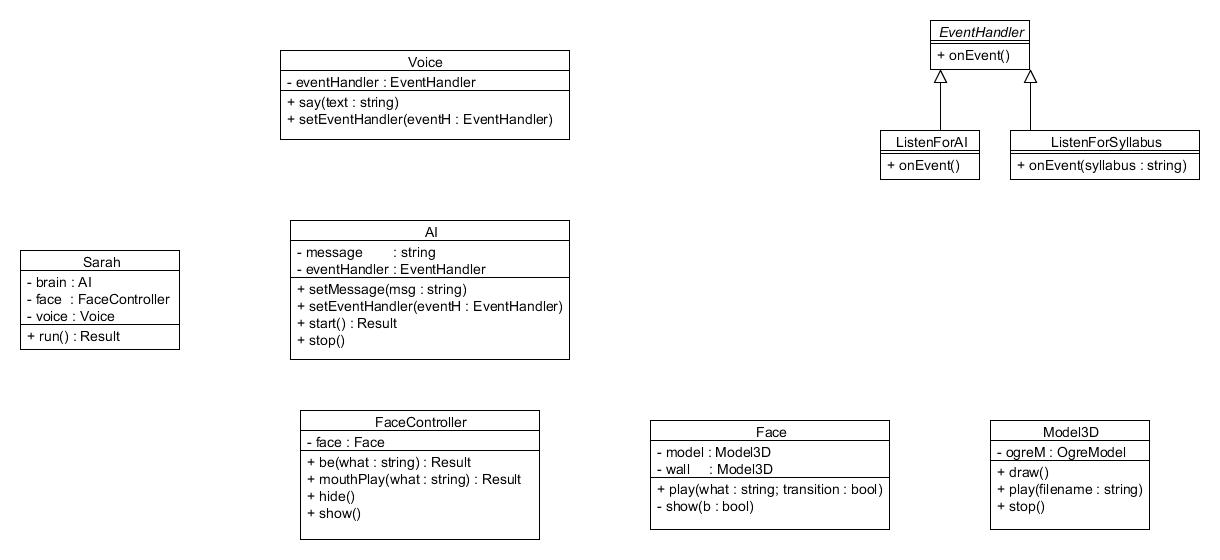 EventHandler
+ onEvent()
Voice
- eventHandler : EventHandler
+ say(text : string)
+ setEventHandler(eventH : EventHandler)
ListenForAI
+ onEvent()
ListenForSyllabus
+ onEvent(syllabus : string)
AI
- message : string
- eventHandler : EventHandler
+ setMessage(msg : string)
+ setEventHandler(eventH : EventHandler)
+ start() : Result
+ stop()
Sarah
- brain : AI
- face : FaceController
- voice : Voice
+ run() : Result
FaceController
- face : Face
+ be(what : string) : Result
+ mouthPlay(what : string) : Result
+ hide()
+ show()
Face
- model : Model3D
- wall : Model3D
+ play(what : string; transition : bool)
- show(b : bool)
Model3D
- ogreM : OgreModel
+ draw()
+ play(filename : string)
+ stop()